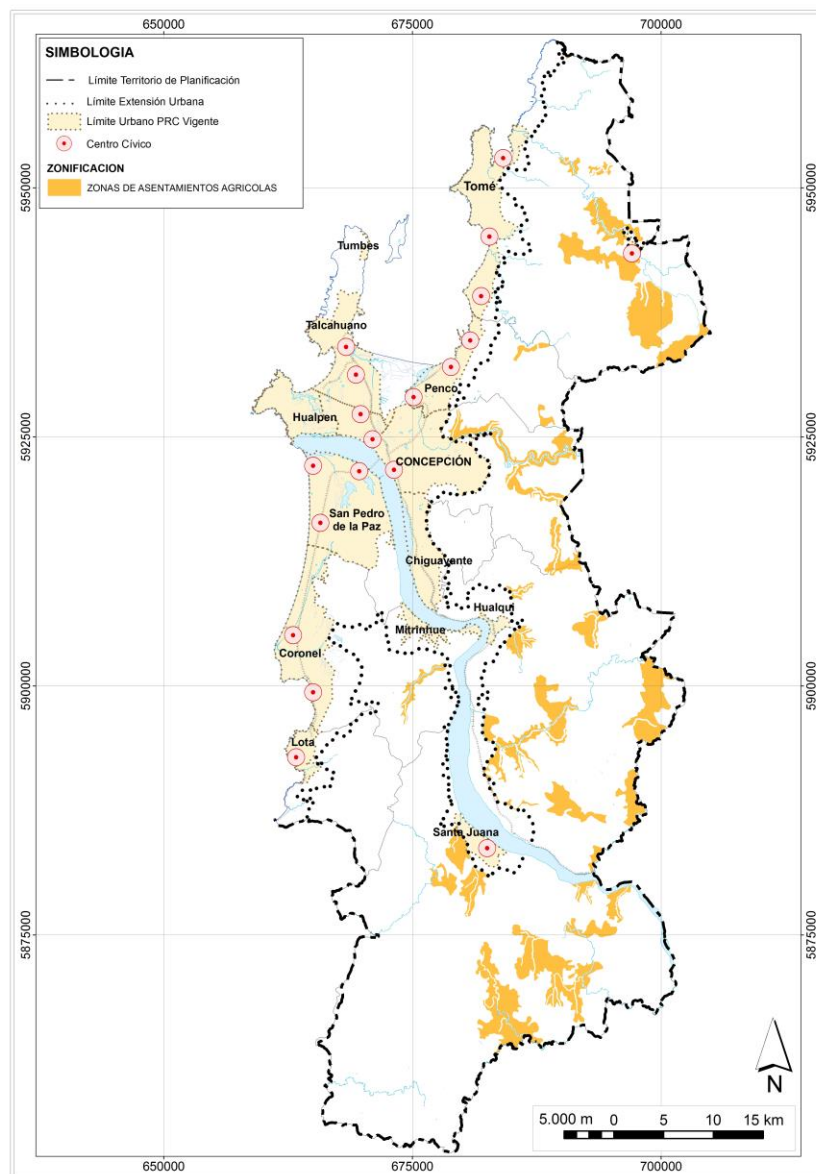 650000 675000 700000
SIMBOLOGIA
Límite Territorio de Planificación
Límite Extensión Urbana
Límite Urbano PRC Vigente
Centro Cívico
ZONIFICACION
ZONAS DE ASENTAMIENTOS AGRICOLAS
5950000
5950000
Tomé
Tumbes
Talcahuano
Penco
Hualpen
5925000
5925000
CONCEPCIÓN
San Pedro
de la Paz
Chiguayante
Hualqui
Mitrinhue
Coronel
5900000
5900000
Lota
Santa Juana
5875000
5875000
N
5.000 m 0 5 10 15 km
650000 675000 700000